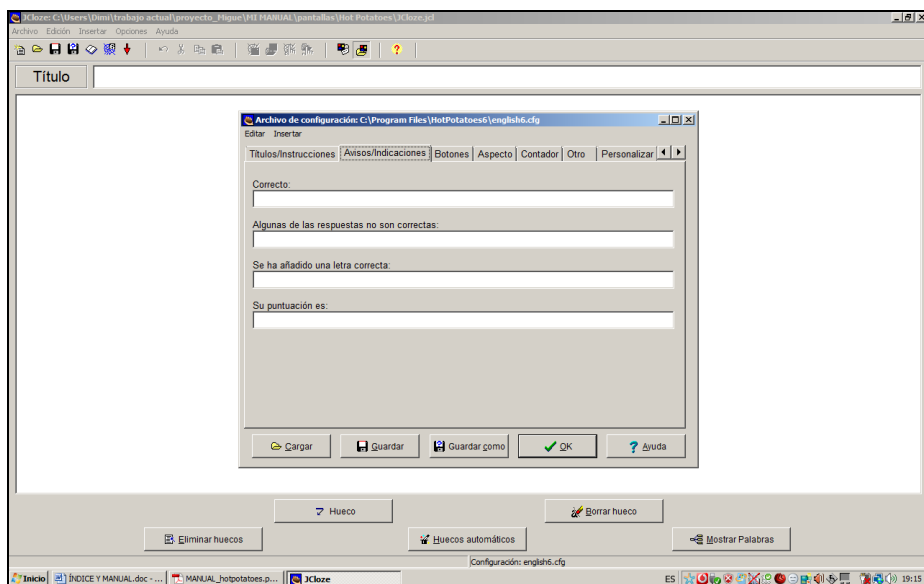 JCloze: C:\Users\Dimi\trabajo actual\proyecto_Migue\MI MANUAL\pantallas\Hot Potatoes\JCloze.jcl
Archivo Edición Insertar Opciones Ayuda
Título
Archivo de configuración: C:\Program Files\HotPotatoes6\english6.cfg
Editar Insertar
Títulos/Instrucciones Avisos/Indicaciones Botones Aspecto Contador Otro Personalizar
Correcto:
Algunas de las respuestas no son correctas:
Se ha añadido una letra correcta:
Su puntuación es:
Cargar Guardar Guardar como OK Ayuda
Hueco Borrar hueco
Eliminar huecos Huecos automáticos Mostrar Palabras
Configuración: english6.cfg
Inicio ÍNDICE Y MANUAL.doc - ... MANUAL_hotpotatoes.p... JCloze ES 19:15